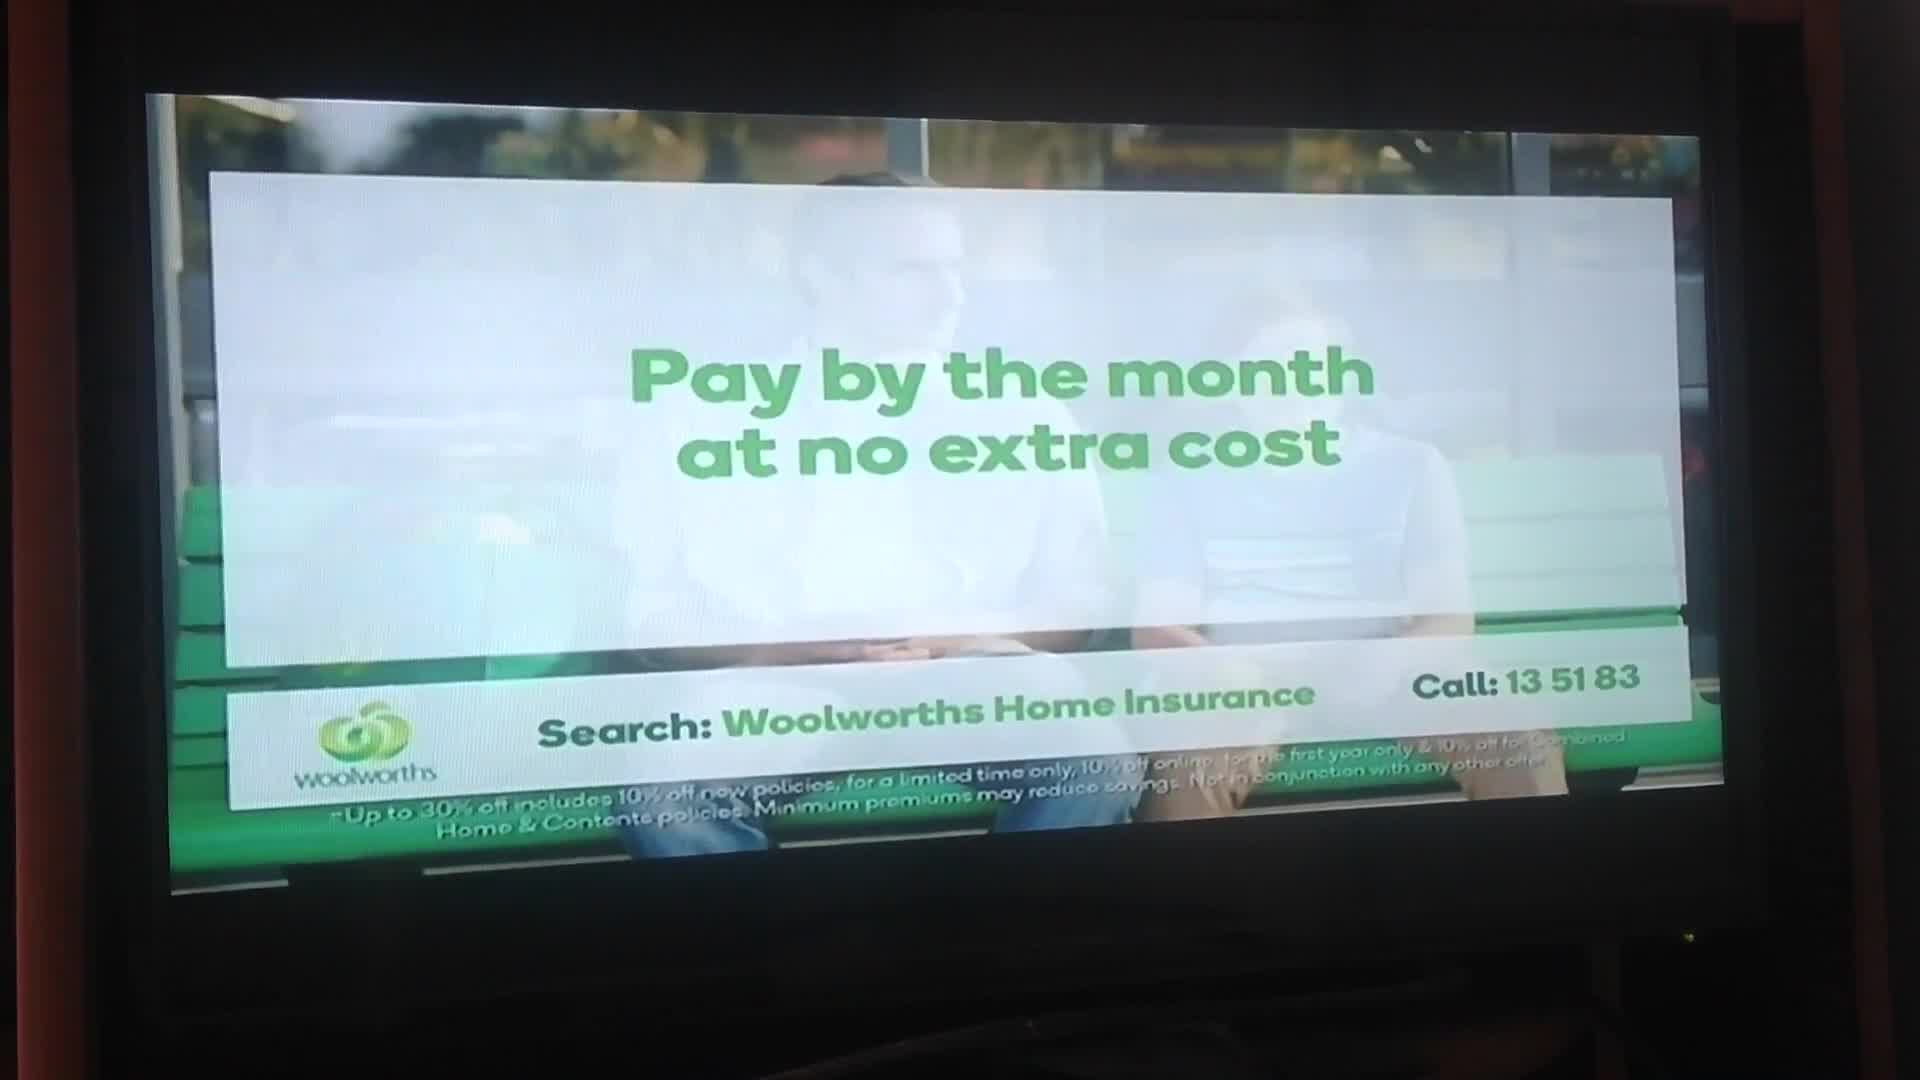 Pay by the month
at no extra cost
woolworths
Search: Woolworths Home Insurance
Call: 13 51 83
~Up to 30% off includes 10% off new policies, for a limited time only, 10% off online, for the first year only & 10% off for Combined
Home & Contents policies. Minimum premiums may reduce savings. Not in conjunction with any other offer.